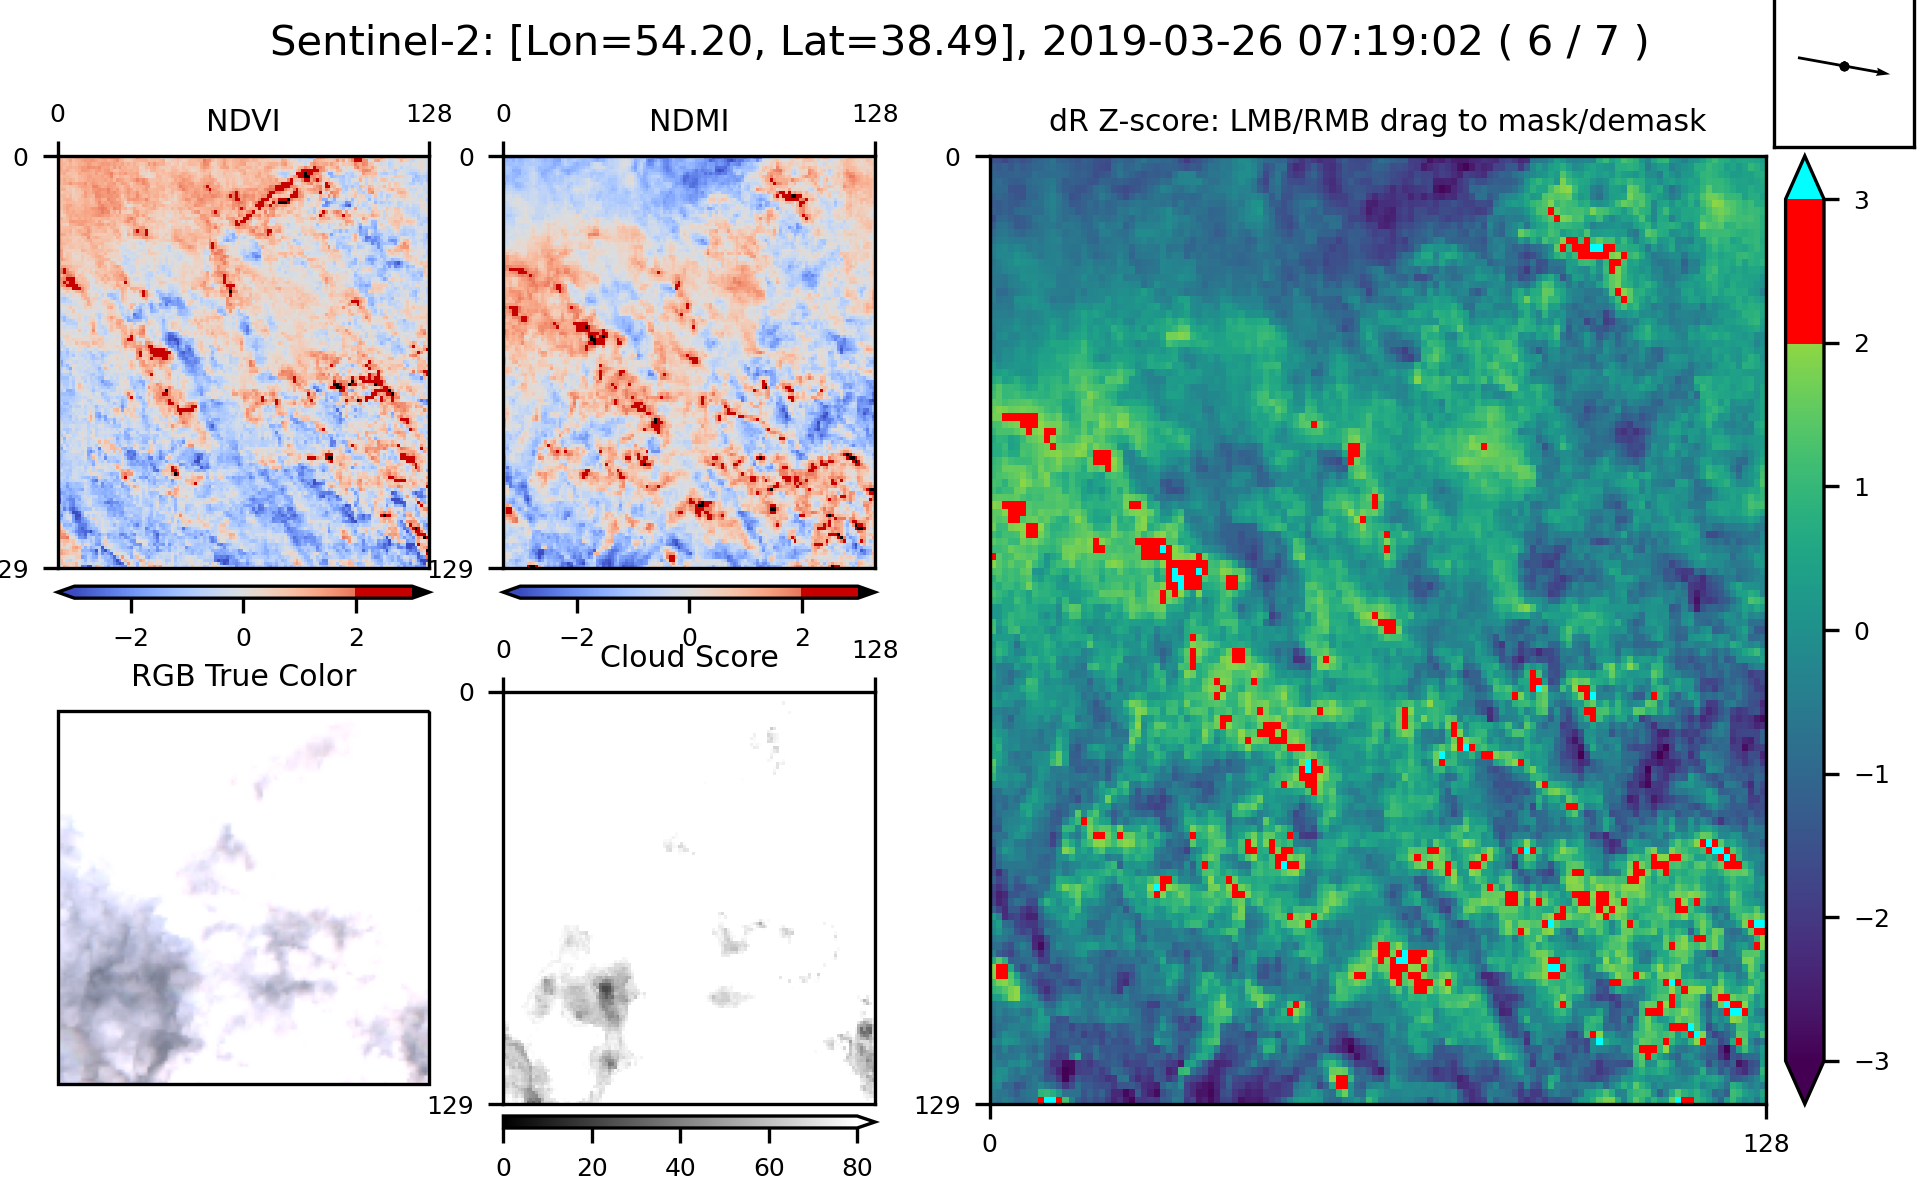 Sentinel-2: [Lon=54.20, Lat=38.49], 2019-03-26 07:19:02 ( 6 / 7 )
0 NDVI 128
0
29
−2 0 2
0 NDMI 128
0
129
−2 0 2
dR Z-score: LMB/RMB drag to mask/demask
0
129
0 128
3
2
1
0
−1
−2
−3
RGB True Color
0 Cloud Score 128
0
129
0 20 40 60 80